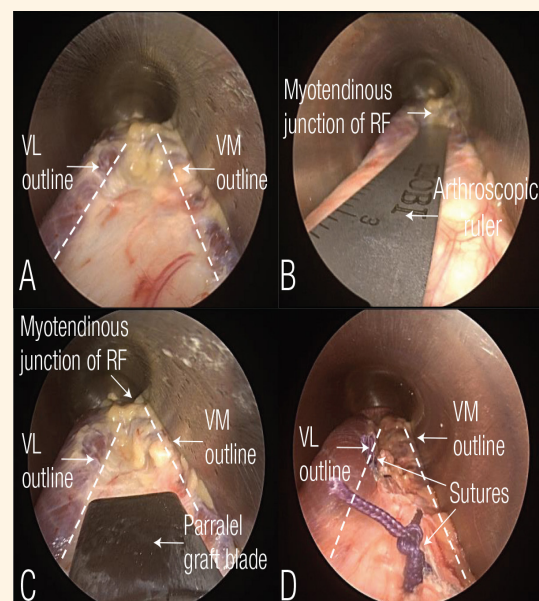 VL
outline
VM
outline
A
Myotendinous
junction of RF
Arthroscopic
ruler
3
B
Myotendinous
junction of RF
VL
outline
VM
outline
Parralel
graft blade
C
VL
outline
VM
outline
Sutures
D